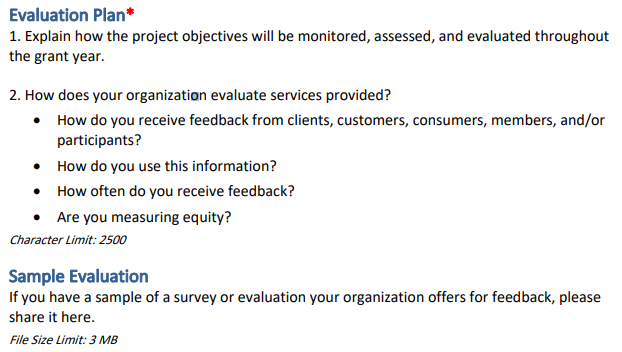 Evaluation Plan*
1. Explain how the project objectives will be monitored, assessed, and evaluated throughout
the grant year.
2. How does your organization evaluate services provided?
• How do you receive feedback from clients, customers, consumers, members, and/or
participants?
• How do you use this information?
• How often do you receive feedback?
• Are you measuring equity?
Character Limit: 2500
Sample Evaluation
If you have a sample of a survey or evaluation your organization offers for feedback, please
share it here.
File Size Limit: 3 MB